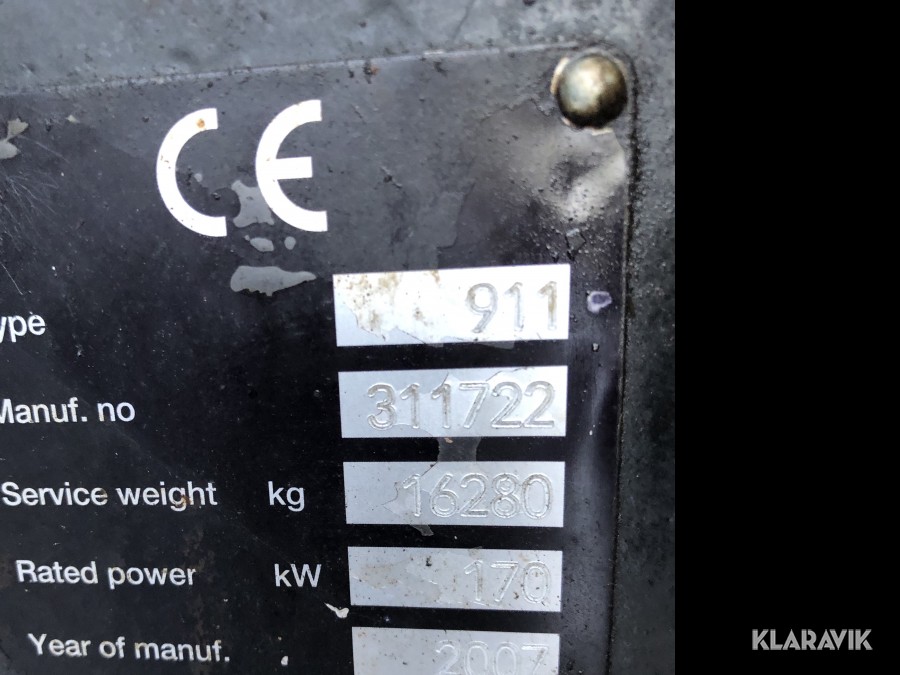 CE
ype 911
Manuf. no 311722
Service weight kg 16280
Rated power kW 170
Year of manuf. 2007
KLARAVIK